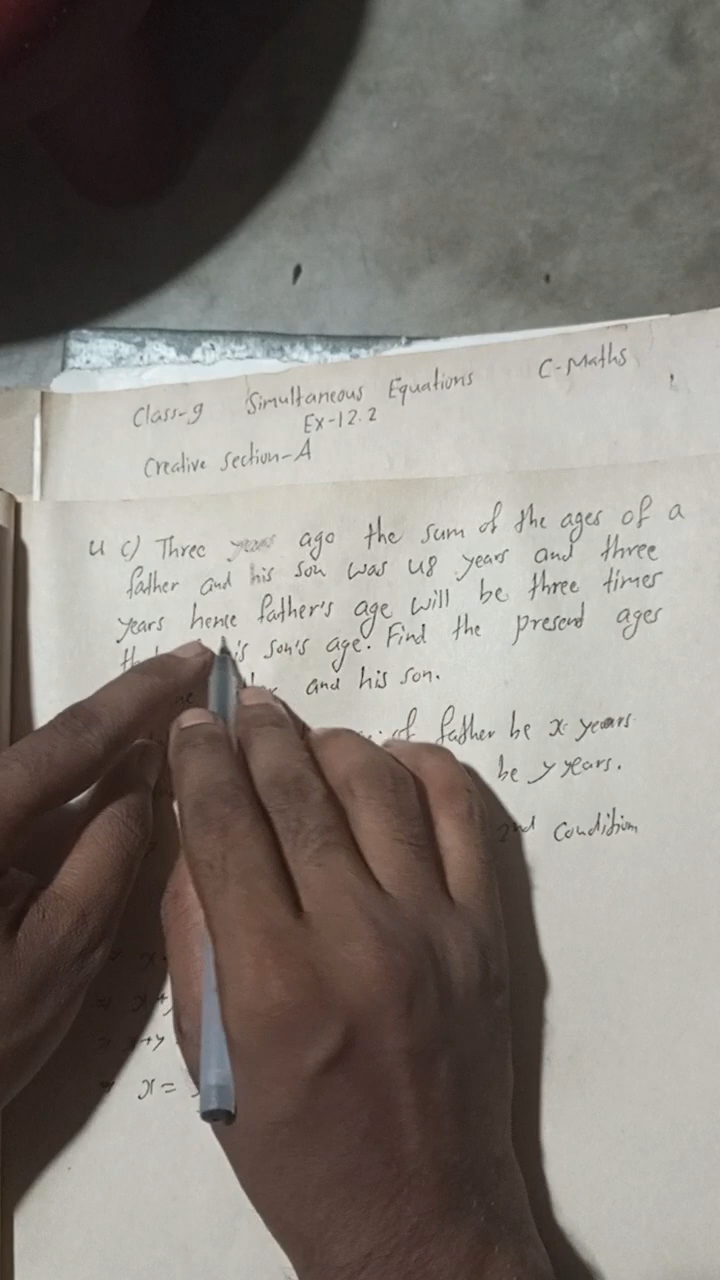 Class-9 Simultaneous Equations C-Maths
Ex-12.2
Creative Section-A
4 c) Three years ago the sum of the ages of a
father and his son was 48 years and three
years hence father's age will be three times
son's age. Find the present ages
and his son.
of father be x years
be y years.
2nd Condition
x+y
x =